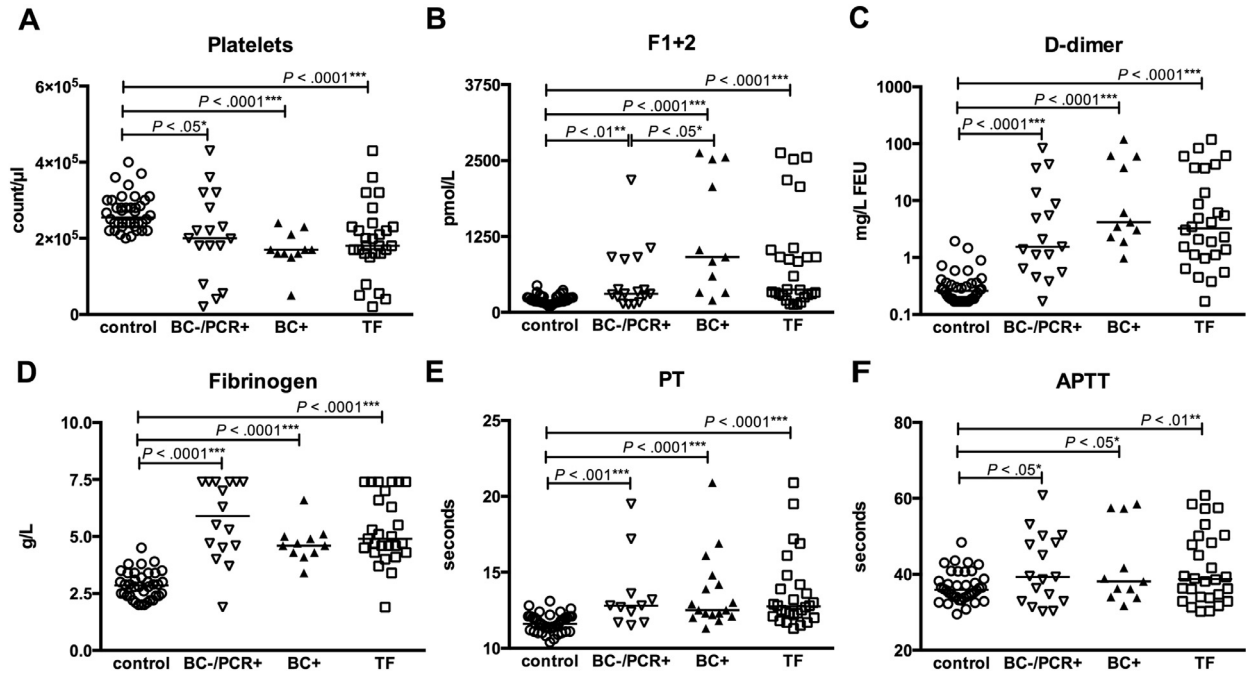 A
Platelets
P < .0001***
P < .0001***
P < .05*
6×10⁵
4×10⁵
2×10⁵
0
count/µl
control
BC-/PCR+
BC+
TF
B
F1+2
P < .0001***
P < .0001***
P < .01**
P < .05*
3750
2500
1250
0
pmol/L
control
BC-/PCR+
BC+
TF
C
D-dimer
P < .0001***
P < .0001***
P < .0001***
1000
100
10
1
0.1
mg/L FEU
control
BC-/PCR+
BC+
TF
D
Fibrinogen
P < .0001***
P < .0001***
P < .0001***
10.0
7.5
5.0
2.5
0.0
g/L
control
BC-/PCR+
BC+
TF
E
PT
P < .0001***
P < .0001***
P < .001***
25
20
15
10
seconds
control
BC-/PCR+
BC+
TF
F
APTT
P < .01**
P < .05*
P < .05*
80
60
40
20
seconds
control
BC-/PCR+
BC+
TF